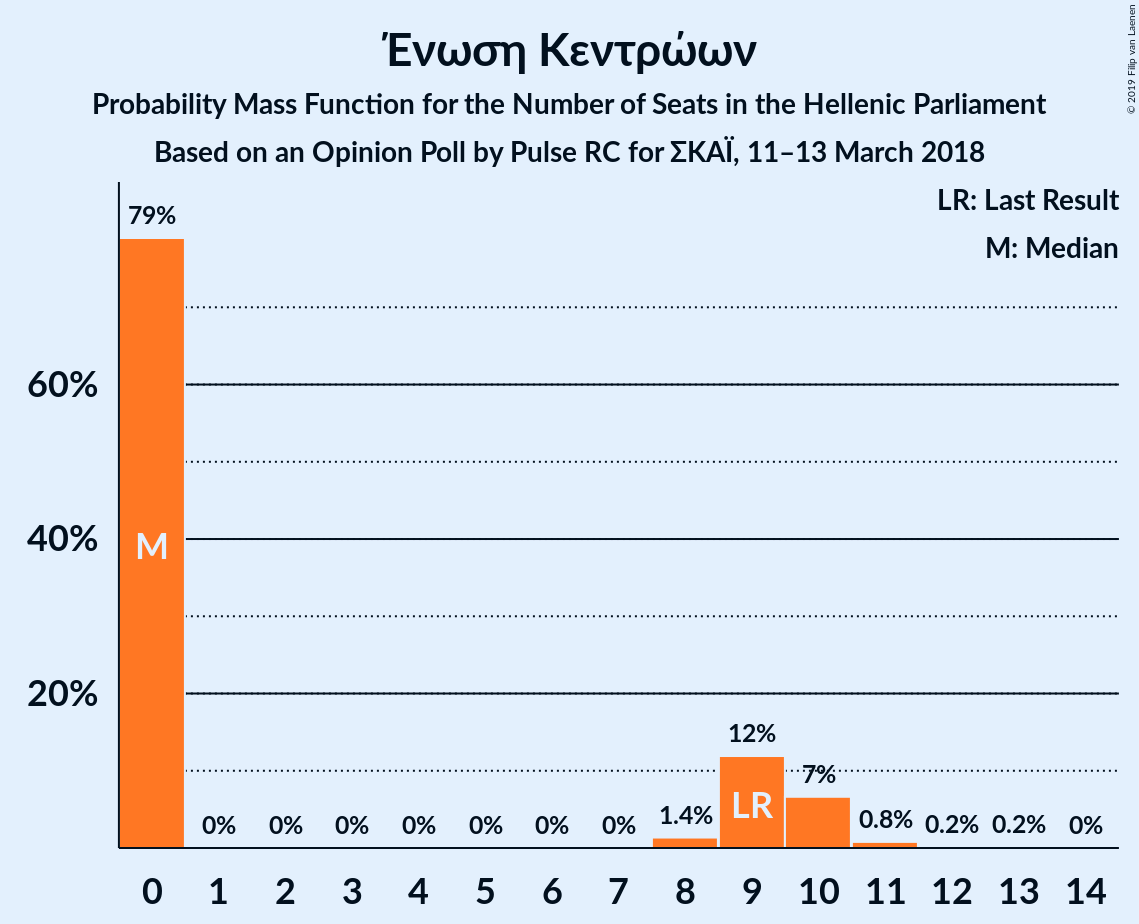 Ένωση Κεντρώων
Probability Mass Function for the Number of Seats in the Hellenic Parliament
Based on an Opinion Poll by Pulse RC for ΣΚΑΪ, 11–13 March 2018
© 2019 Filip van Laenen
LR: Last Result
M: Median
79%
60%
40%
M
20%
12%
7%
LR
1.4%
0.8%
0% 0% 0% 0% 0% 0% 0% 0.2% 0.2% 0%
0 1 2 3 4 5 6 7 8 9 10 11 12 13 14